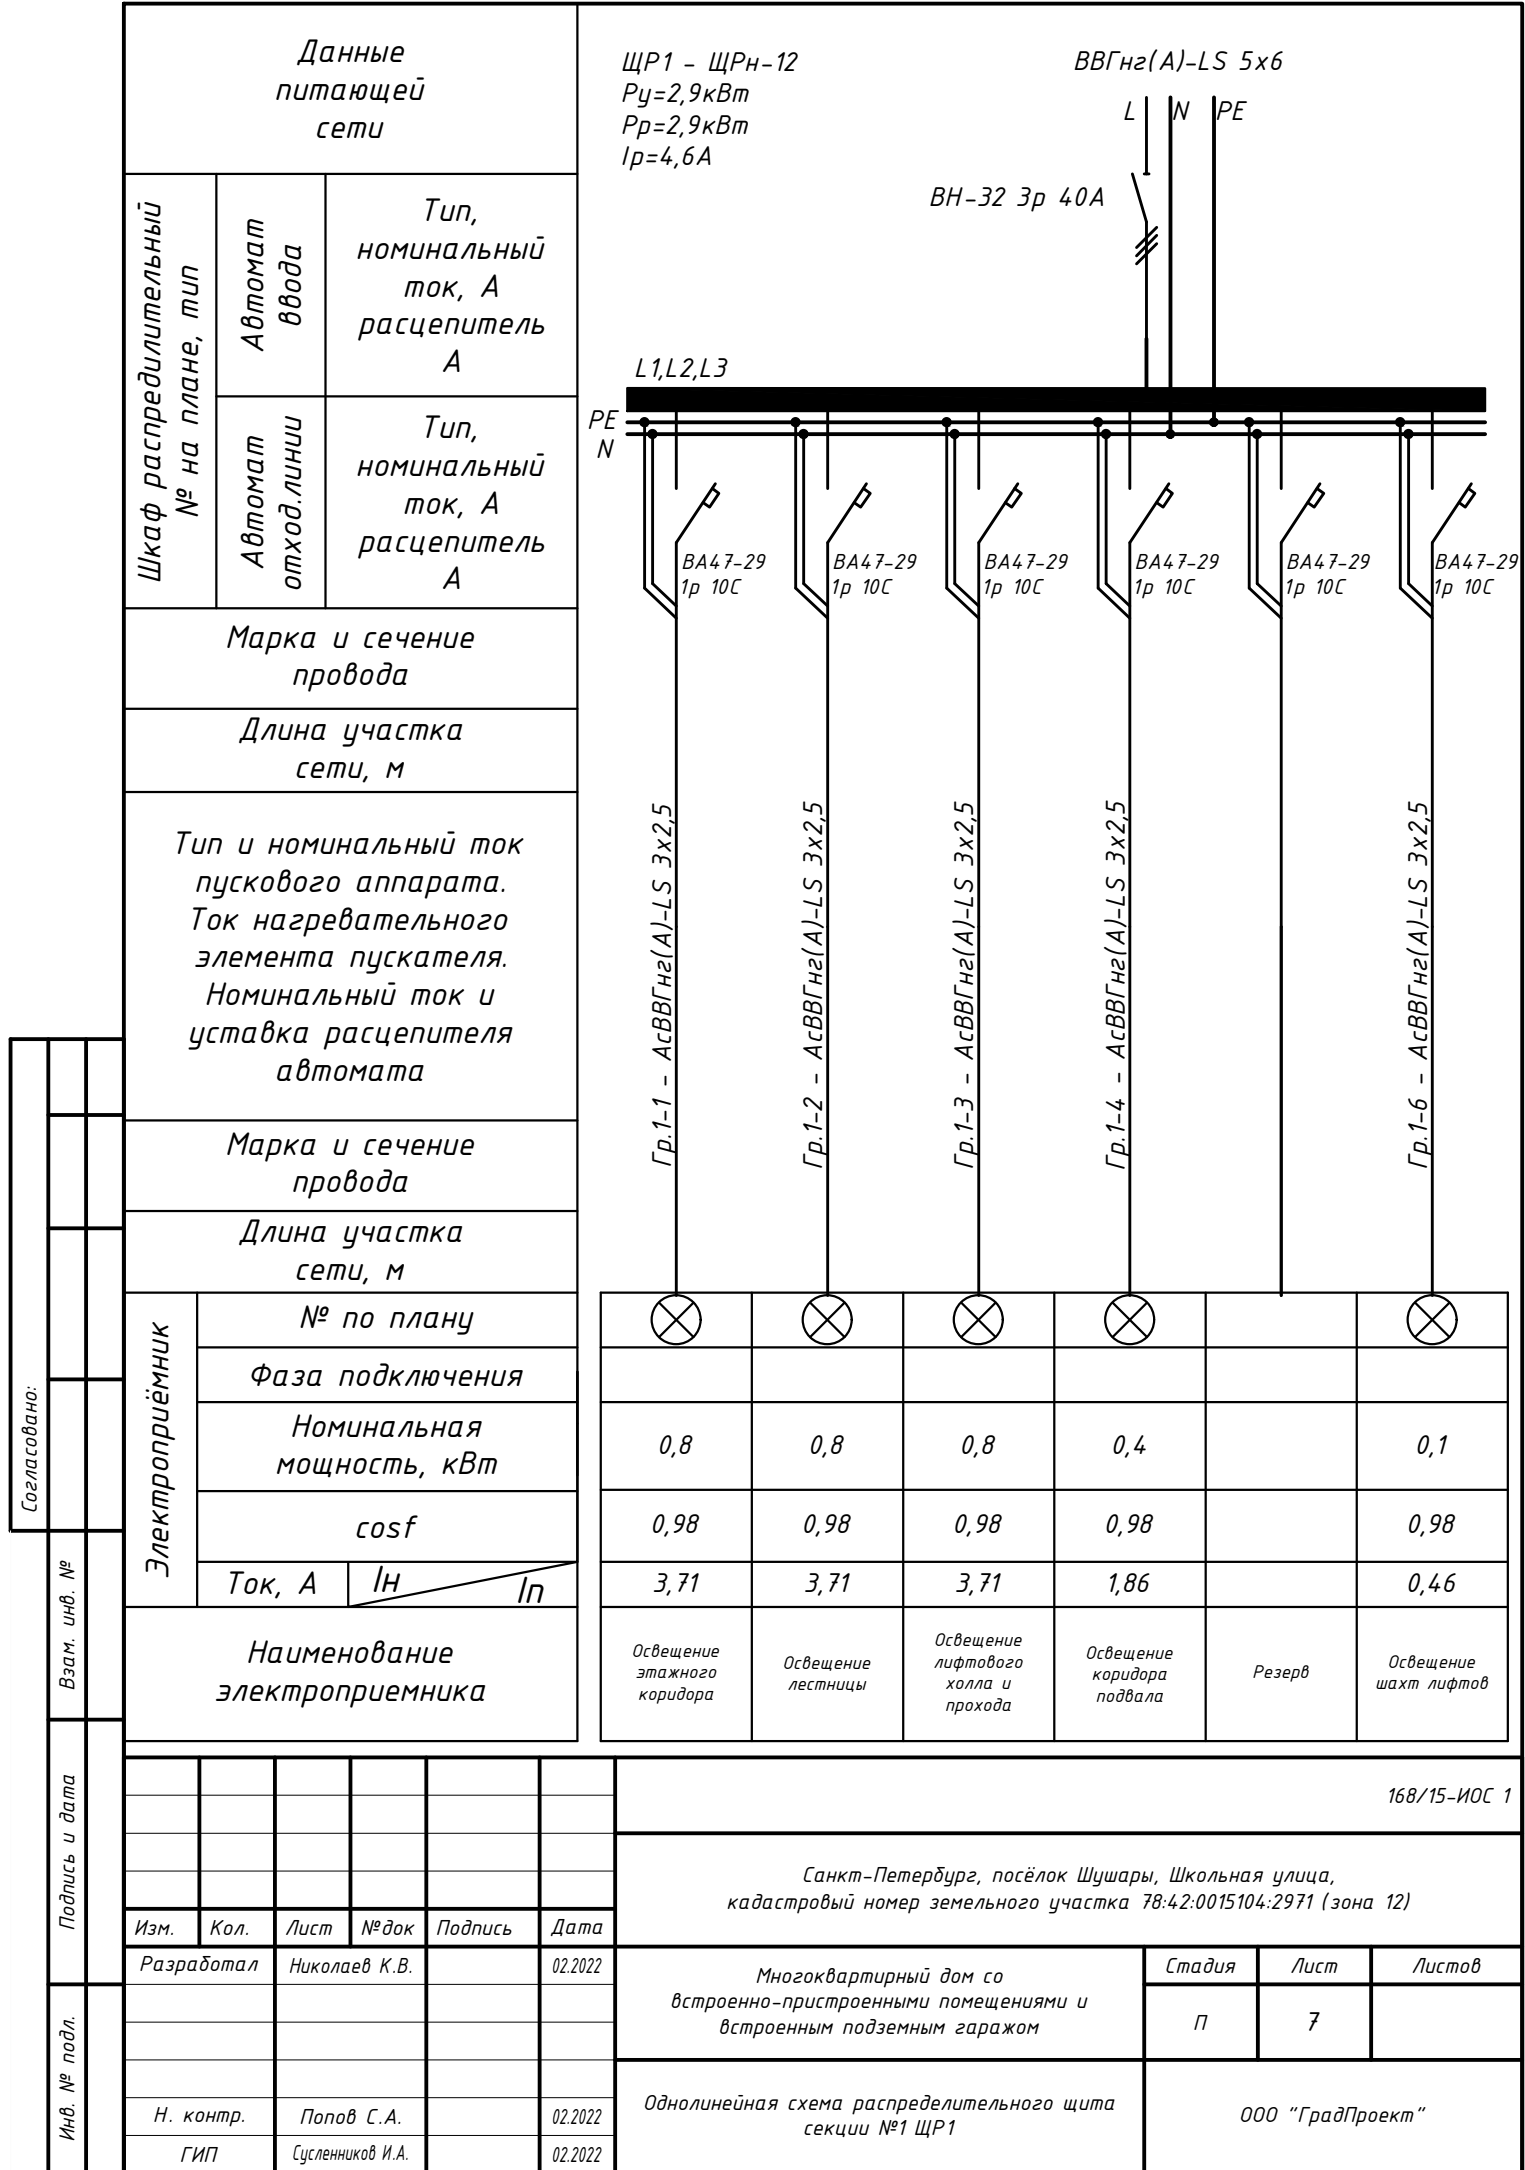 Данные
питающей
сети
ЩР1 - ЩРн-12
Ру=2,9кВт
Рр=2,9кВт
Iр=4,6А
ВВГнг(А)-LS 5х6
L
N
PE
ВН-32 3р 40А
Шкаф распредилительный
№ на плане, тип
Автомат
ввода
Тип,
номинальный
ток, А
расцепитель
А
Автомат
отход.линии
Тип,
номинальный
ток, А
расцепитель
А
L1,L2,L3
PE
N
ВА47-29
1р 10С
ВА47-29
1р 10С
ВА47-29
1р 10С
ВА47-29
1р 10С
ВА47-29
1р 10С
ВА47-29
1р 10С
Марка и сечение
провода
Длина участка
сети, м
Тип и номинальный ток
пускового аппарата.
Ток нагревательного
элемента пускателя.
Номинальный ток и
уставка расцепителя
автомата
Марка и сечение
провода
Длина участка
сети, м
Гр.1-1 - АсВВГнг(А)-LS 3х2,5
Гр.1-2 - АсВВГнг(А)-LS 3х2,5
Гр.1-3 - АсВВГнг(А)-LS 3х2,5
Гр.1-4 - АсВВГнг(А)-LS 3х2,5
Гр.1-6 - АсВВГнг(А)-LS 3х2,5
Электроприёмник
№ по плану
Фаза подключения
Номинальная
мощность, кВт
0,8
0,8
0,8
0,4
0,1
cosf
0,98
0,98
0,98
0,98
0,98
Ток, А
Iн
Iп
3,71
3,71
3,71
1,86
0,46
Наименование
электроприемника
Освещение
этажного
коридора
Освещение
лестницы
Освещение
лифтового
холла и
прохода
Освещение
коридора
подвала
Резерв
Освещение
шахт лифтов
Согласовано:
Взам. инв. №
Подпись и дата
Инв. № подл.
168/15-ИОС 1
Санкт-Петербург, посёлок Шушары, Школьная улица,
кадастровый номер земельного участка 78:42:0015104:2971 (зона 12)
Изм.
Кол.
Лист
№док
Подпись
Дата
Разработал
Николаев К.В.
02.2022
Многоквартирный дом со
встроенно-пристроенными помещениями и
встроенным подземным гаражом
Стадия
Лист
Листов
П
7
Н. контр.
Попов С.А.
02.2022
ГИП
Сусленников И.А.
02.2022
Однолинейная схема распределительного щита
секции №1 ЩР1
ООО "ГрадПроект"